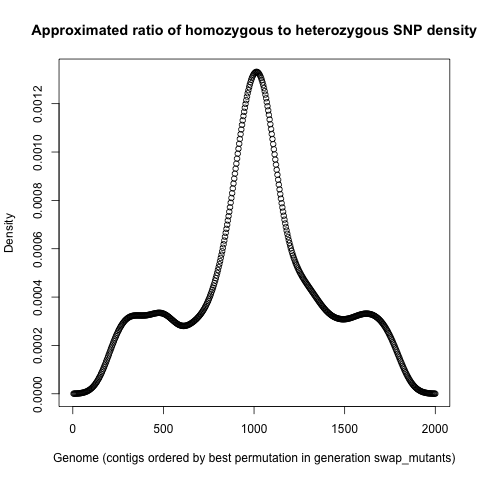 Approximated ratio of homozygous to heterozygous SNP density
Density
0.0012
0.0010
0.0008
0.0006
0.0004
0.0002
0.0000
0 500 1000 1500 2000
Genome (contigs ordered by best permutation in generation swap_mutants)